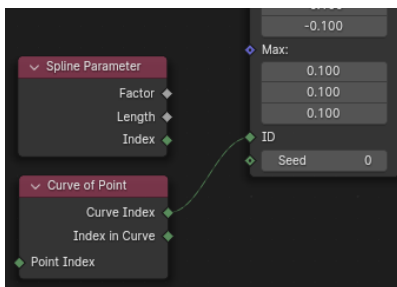 -0.100
Max:
0.100
0.100
0.100
ID
Seed 0
Spline Parameter
Factor
Length
Index
Curve of Point
Curve Index
Index in Curve
Point Index